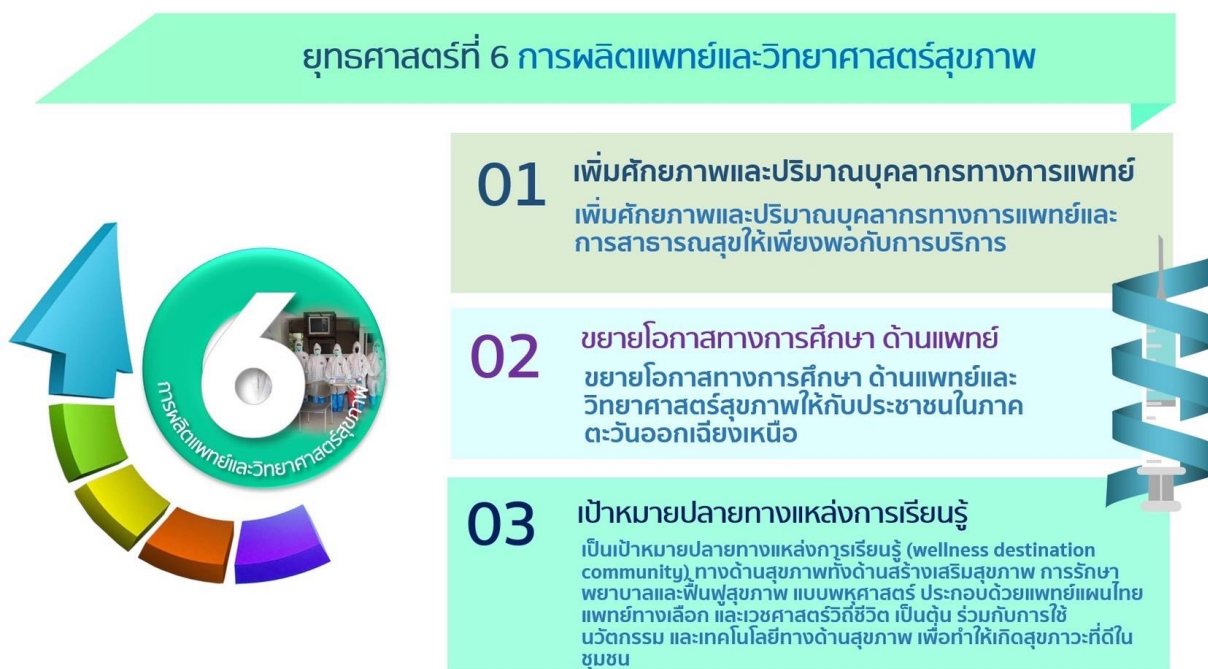 ยุทธศาสตร์ที่ 6 การผลิตแพทย์และวิทยาศาสตร์สุขภาพ
6
การผลิตแพทย์และวิทยาศาสตร์สุขภาพ
01
เพิ่มศักยภาพและปริมาณบุคลากรทางการแพทย์
เพิ่มศักยภาพและปริมาณบุคลากรทางการแพทย์และ
การสาธารณสุขให้เพียงพอกับการบริการ
02
ขยายโอกาสทางการศึกษา ด้านแพทย์
ขยายโอกาสทางการศึกษา ด้านแพทย์และ
วิทยาศาสตร์สุขภาพให้กับประชาชนในภาค
ตะวันออกเฉียงเหนือ
03
เป้าหมายปลายทางแหล่งการเรียนรู้
เป็นเป้าหมายปลายทางแหล่งการเรียนรู้ (wellness destination
community) ทางด้านสุขภาพทั้งด้านสร้างเสริมสุขภาพ การรักษา
พยาบาลและฟื้นฟูสุขภาพ แบบพหุศาสตร์ ประกอบด้วยแพทย์แผนไทย
แพทย์ทางเลือก และเวชศาสตร์วิถีชีวิต เป็นต้น ร่วมกับการใช้
นวัตกรรม และเทคโนโลยีทางด้านสุขภาพ เพื่อทำให้เกิดสุขภาวะที่ดีใน
ชุมชน